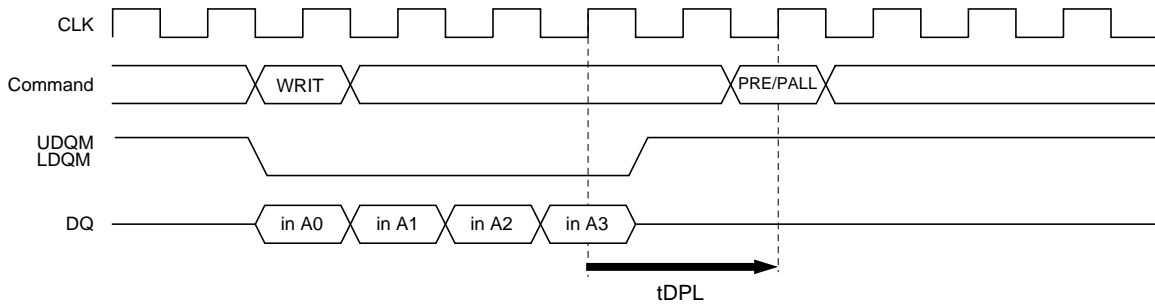 CLK
Command
WRIT
PRE/PALL
UDQM
LDQM
DQ
in A0
in A1
in A2
in A3
tDPL